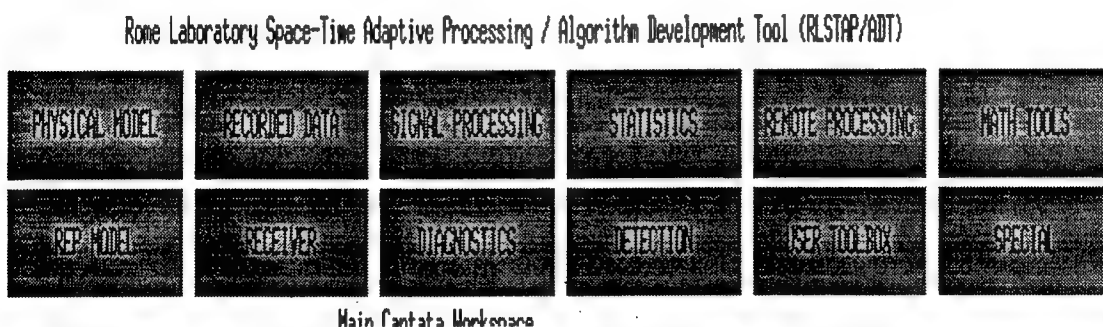 Rome Laboratory Space-Time Adaptive Processing / Algorithm Development Tool (RLSTAP/ADT)
PHYSICAL MODEL RECORDED DATA SIGNAL PROCESSING STATISTICS REMOTE PROCESSING MATH TOOLS
REP MODEL RECEIVER DIAGNOSTICS DETECTION USER TOOLBOX SPECIAL
Main Cantata Workspace